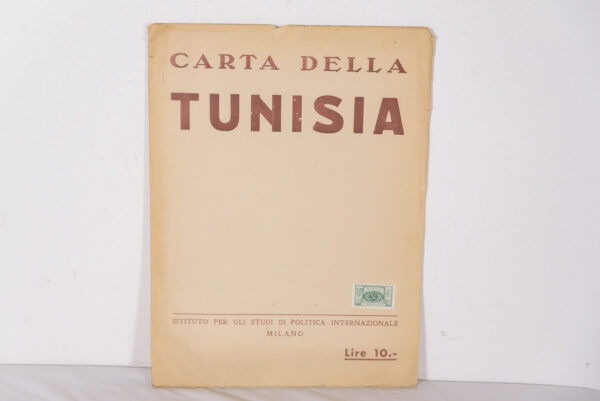 CARTA DELLA
TUNISIA
ISTITUTO PER GLI STUDI DI POLITICA INTERNAZIONALE
MILANO
Lire 10.-